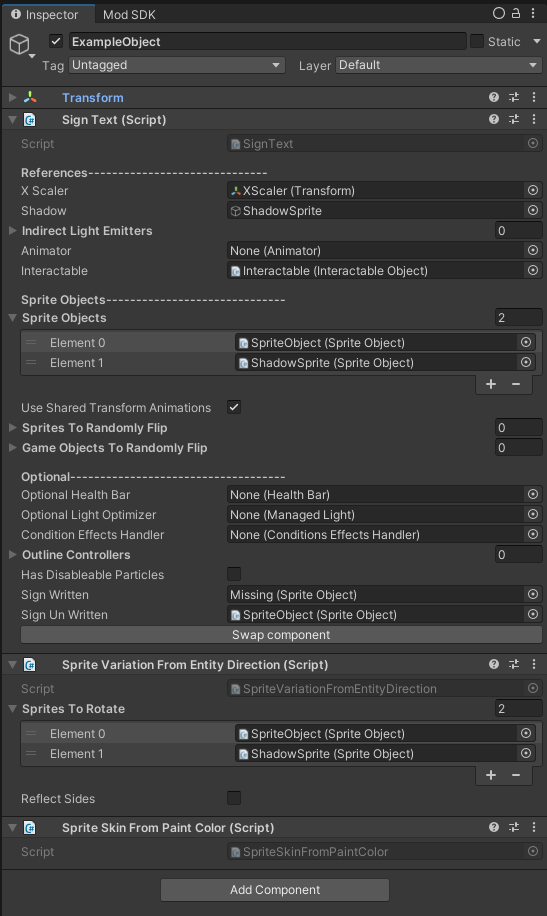 Inspector Mod SDK
ExampleObject Static
Tag Untagged Layer Default
Transform
Sign Text (Script)
Script SignText
References------------------------------
X Scaler XScaler (Transform)
Shadow ShadowSprite
Indirect Light Emitters 0
Animator None (Animator)
Interactable Interactable (Interactable Object)
Sprite Objects------------------------------
Sprite Objects 2
Element 0 SpriteObject (Sprite Object)
Element 1 ShadowSprite (Sprite Object)
+ −
Use Shared Transform Animations
Sprites To Randomly Flip 0
Game Objects To Randomly Flip 0
Optional------------------------------------
Optional Health Bar None (Health Bar)
Optional Light Optimizer None (Managed Light)
Condition Effects Handler None (Conditions Effects Handler)
Outline Controllers 0
Has Disableable Particles
Sign Written Missing (Sprite Object)
Sign Un Written SpriteObject (Sprite Object)
Swap component
Sprite Variation From Entity Direction (Script)
Script SpriteVariationFromEntityDirection
Sprites To Rotate 2
Element 0 SpriteObject (Sprite Object)
Element 1 ShadowSprite (Sprite Object)
+ −
Reflect Sides
Sprite Skin From Paint Color (Script)
Script SpriteSkinFromPaintColor
Add Component